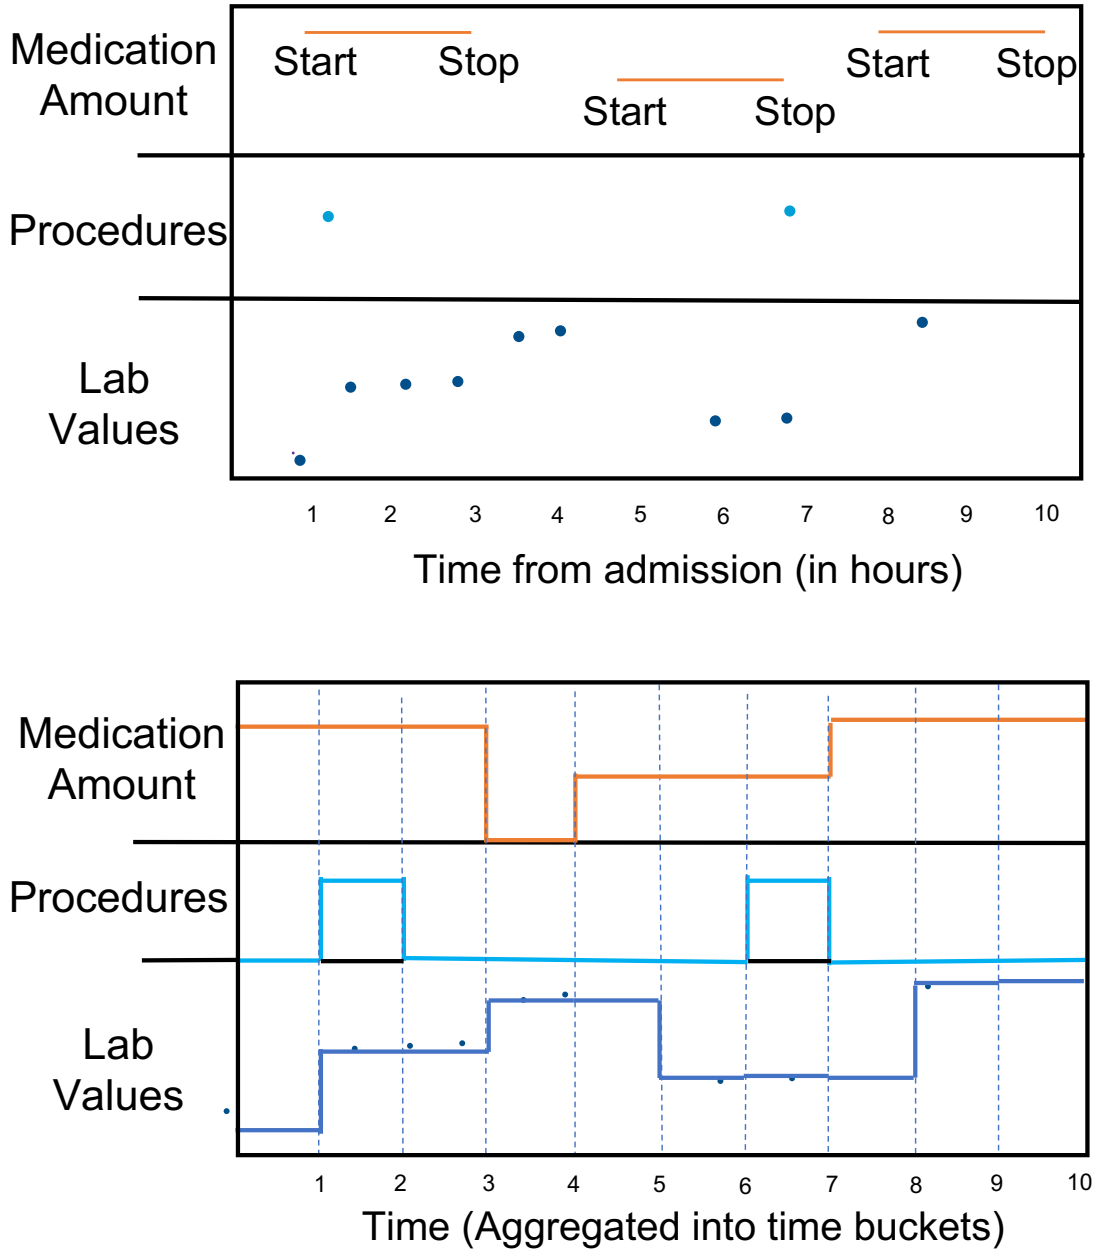 Medication
Amount
Start
Stop
Start
Stop
Start
Stop
Procedures
Lab
Values
1 2 3 4 5 6 7 8 9 10
Time from admission (in hours)
Medication
Amount
Procedures
Lab
Values
1 2 3 4 5 6 7 8 9 10
Time (Aggregated into time buckets)